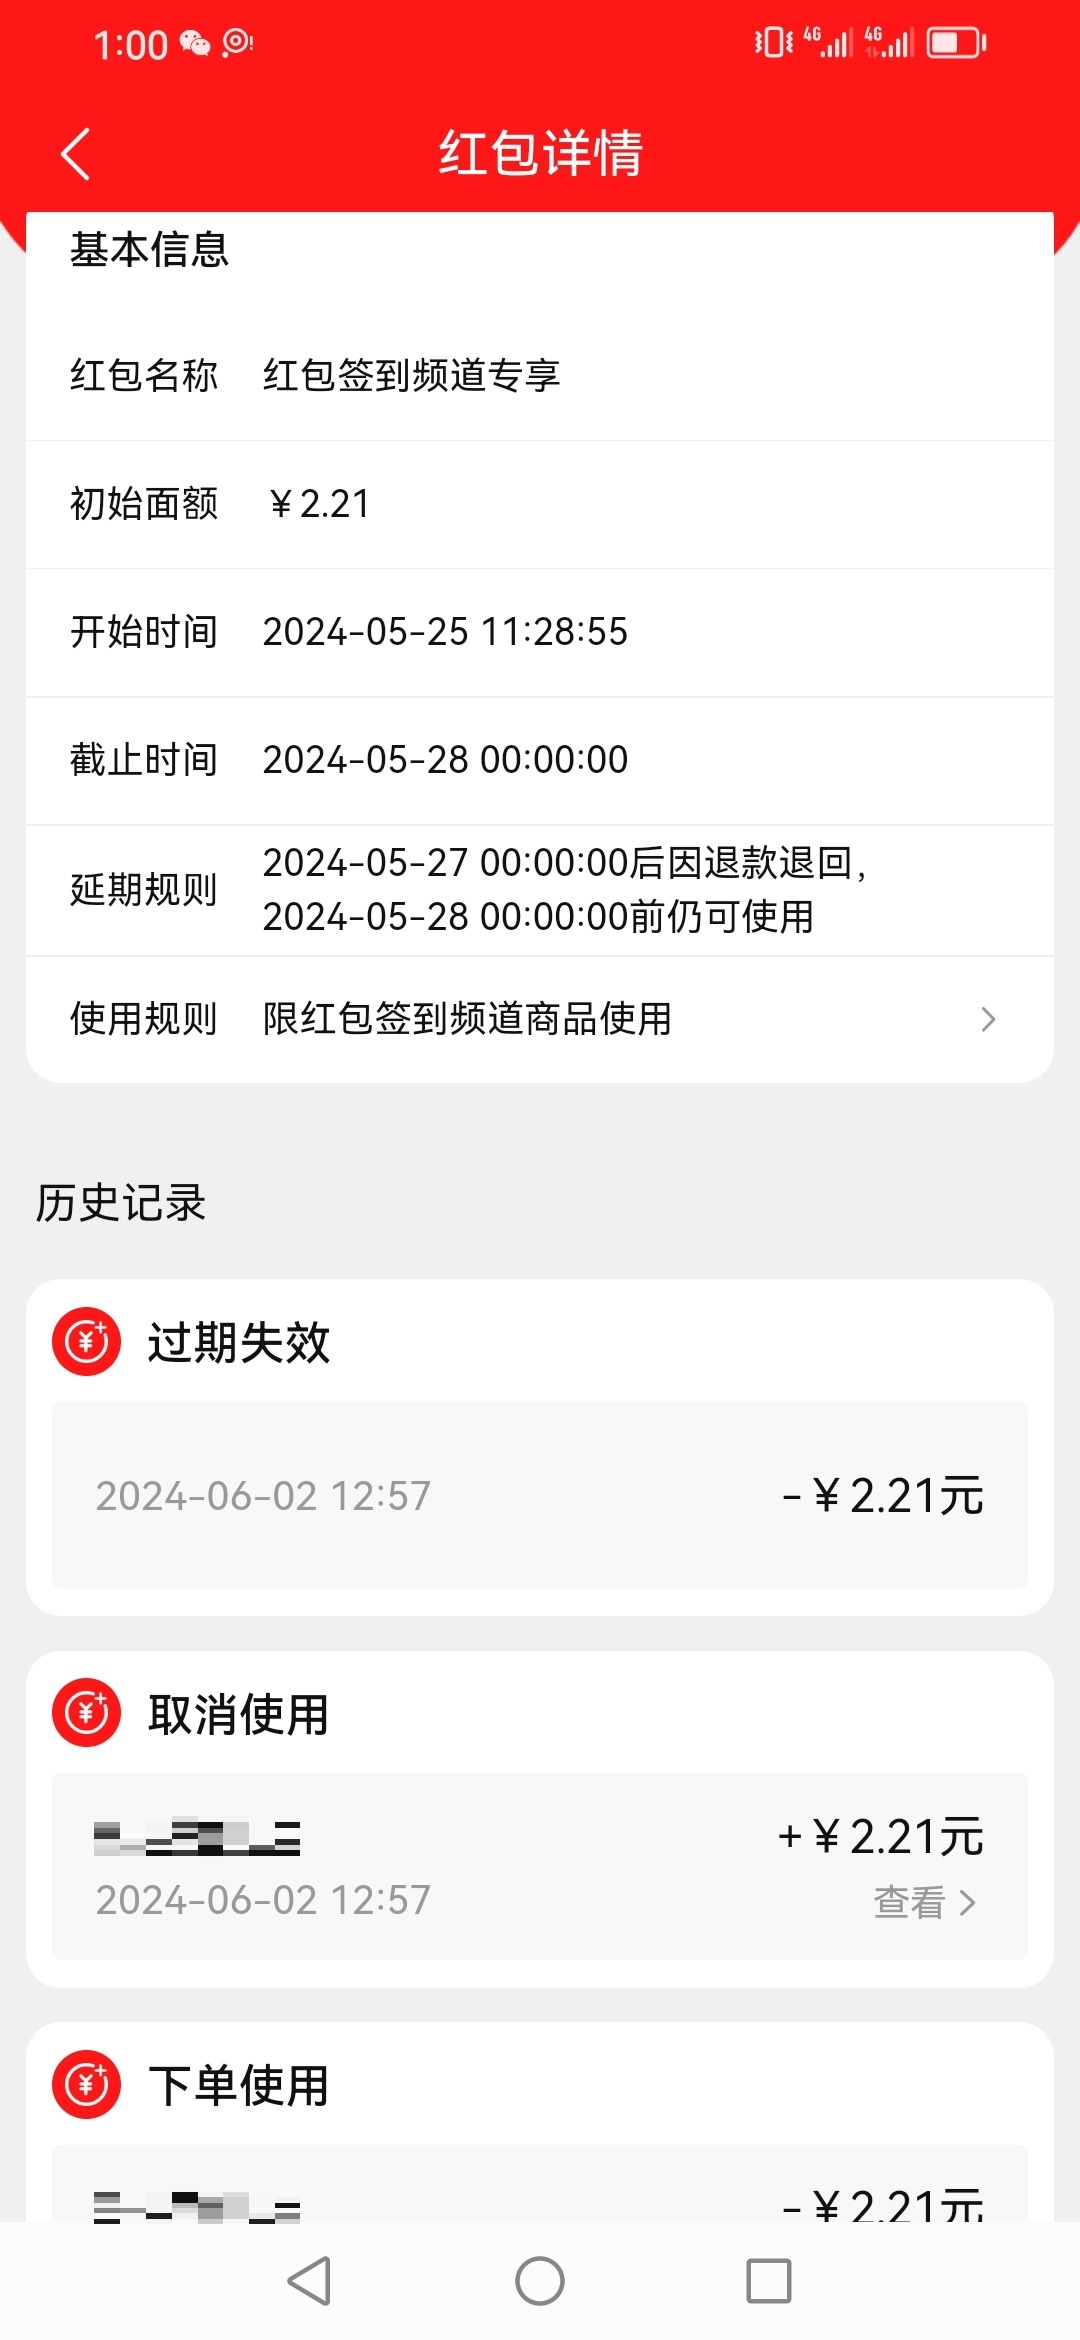 1:00
4G 4G
红包详情
基本信息
红包名称 红包签到频道专享
初始面额 ￥2.21
开始时间 2024-05-25 11:28:55
截止时间 2024-05-28 00:00:00
延期规则 2024-05-27 00:00:00后因退款退回，
2024-05-28 00:00:00前仍可使用
使用规则 限红包签到频道商品使用
历史记录
过期失效
2024-06-02 12:57 -￥2.21元
取消使用
+￥2.21元
2024-06-02 12:57 查看
下单使用
-￥2.21元